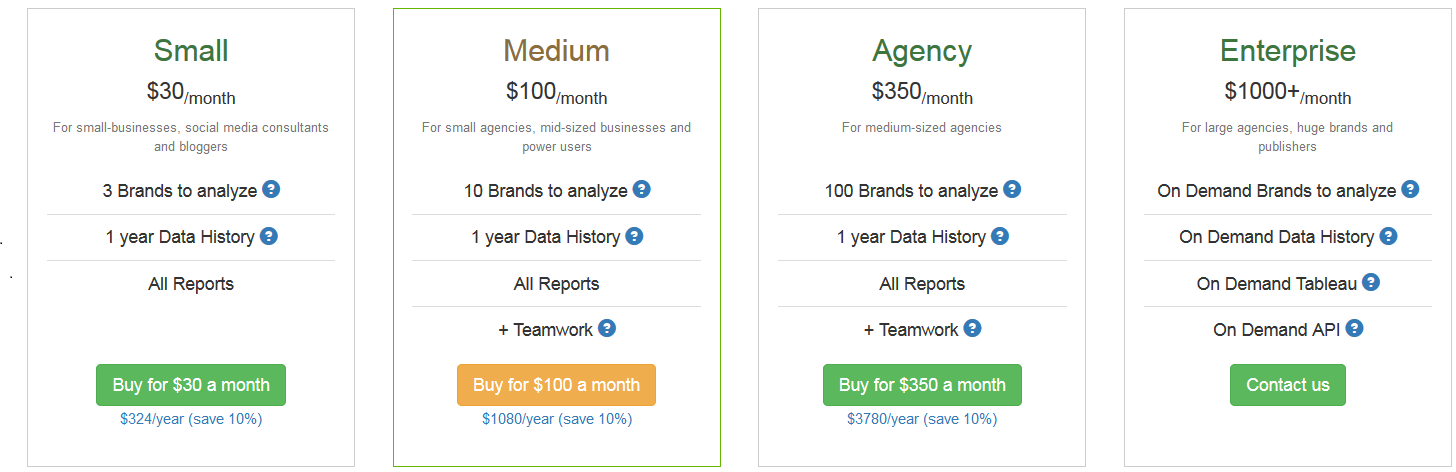 Small
$30/month
For small-businesses, social media consultants
and bloggers
3 Brands to analyze ?
1 year Data History ?
All Reports
Buy for $30 a month
$324/year (save 10%)
Medium
$100/month
For small agencies, mid-sized businesses and
power users
10 Brands to analyze ?
1 year Data History ?
All Reports
+ Teamwork ?
Buy for $100 a month
$1080/year (save 10%)
Agency
$350/month
For medium-sized agencies
100 Brands to analyze ?
1 year Data History ?
All Reports
+ Teamwork ?
Buy for $350 a month
$3780/year (save 10%)
Enterprise
$1000+/month
For large agencies, huge brands and
publishers
On Demand Brands to analyze ?
On Demand Data History ?
On Demand Tableau ?
On Demand API ?
Contact us